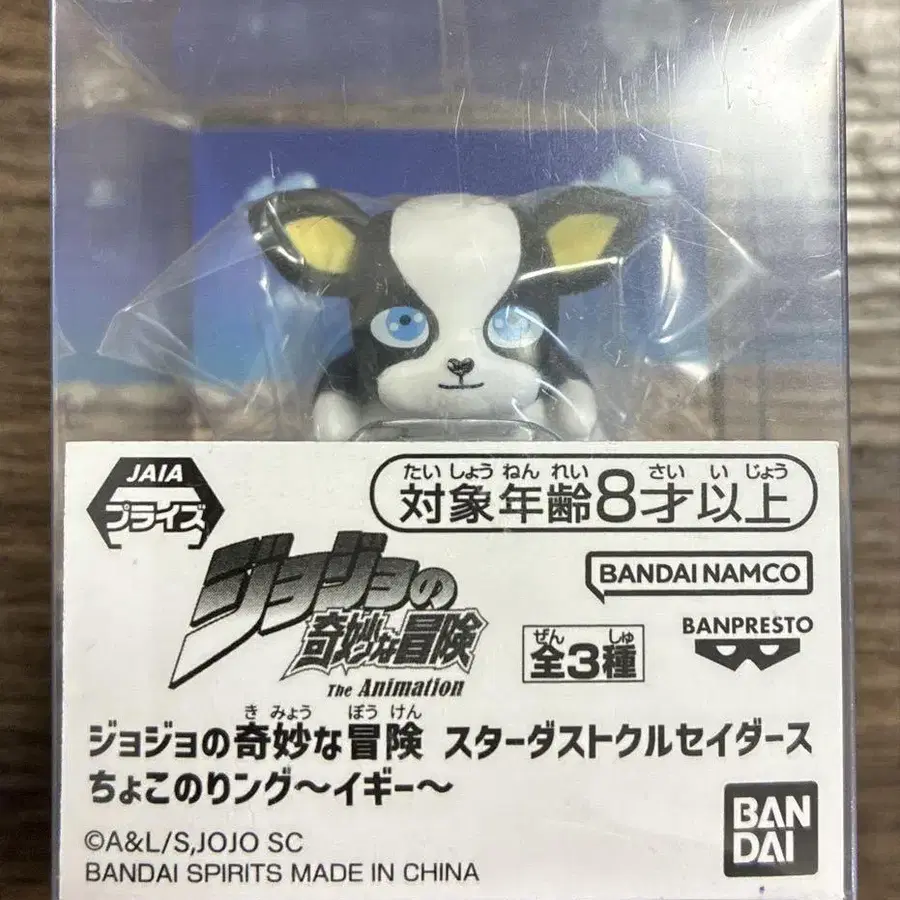 JAIA
プライズ
たいしょうねんれい さい いじょう
対象年齢8才以上
ジョジョの
奇妙な冒険
The Animation
BANDAI NAMCO
ぜん しゅ
全3種
BANPRESTO
きみょう ぼうけん
ジョジョの奇妙な冒険 スターダストクルセイダース
ちょこのりング〜イギー〜
©A&L/S,JOJO SC
BANDAI SPIRITS MADE IN CHINA
BAN
DAI